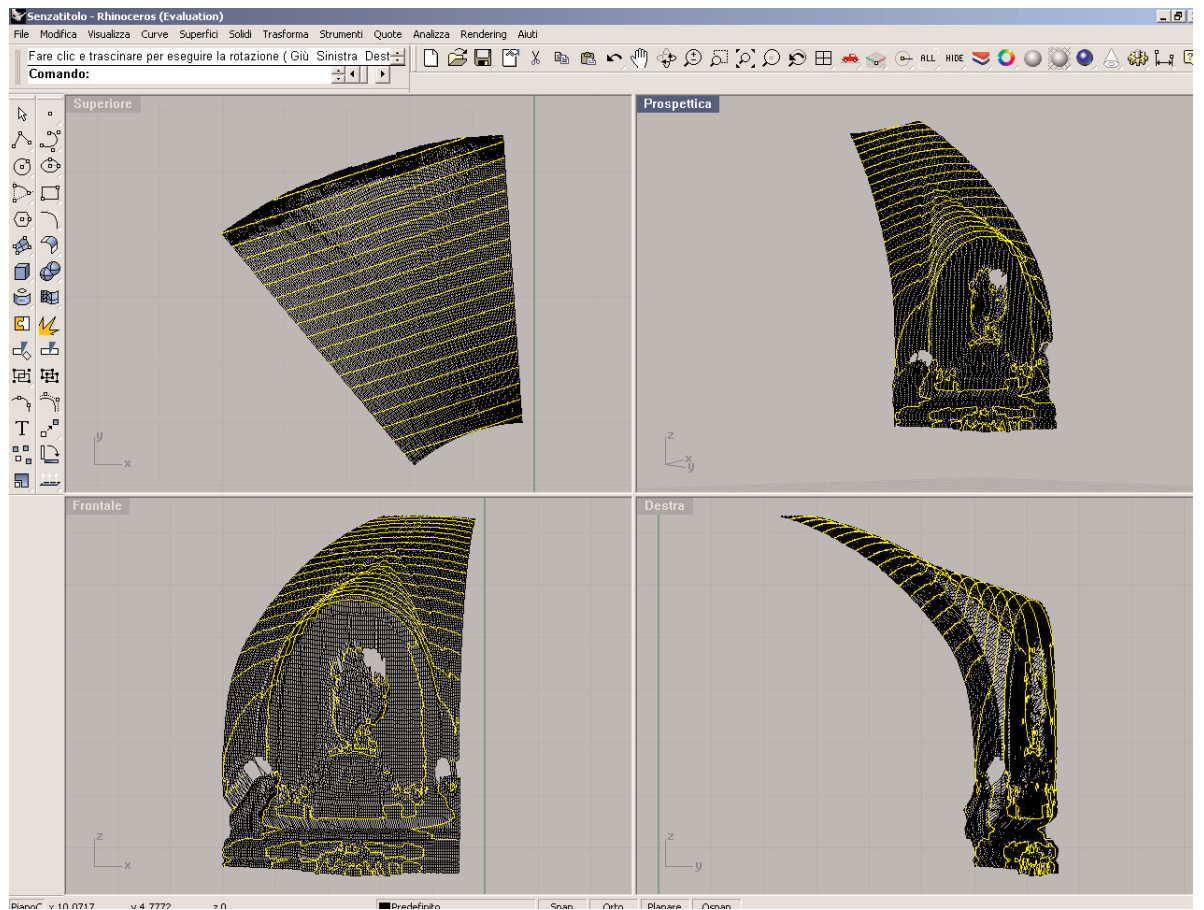 Senzatitolo - Rhinoceros (Evaluation)
File Modifica Visualizza Curve Superfici Solidi Trasforma Strumenti Quote Analizza Rendering Aiuti
Fare clic e trascinare per eseguire la rotazione ( Giù Sinistra Dest
Comando:
ALL HIDE
Superiore
Prospettica
T
y
x
z
x
y
Frontale
Destra
z
x
z
y
PianoC x 10.0717 y 4.7772 z 0 Predefinito Snap Orto Planare Osnap